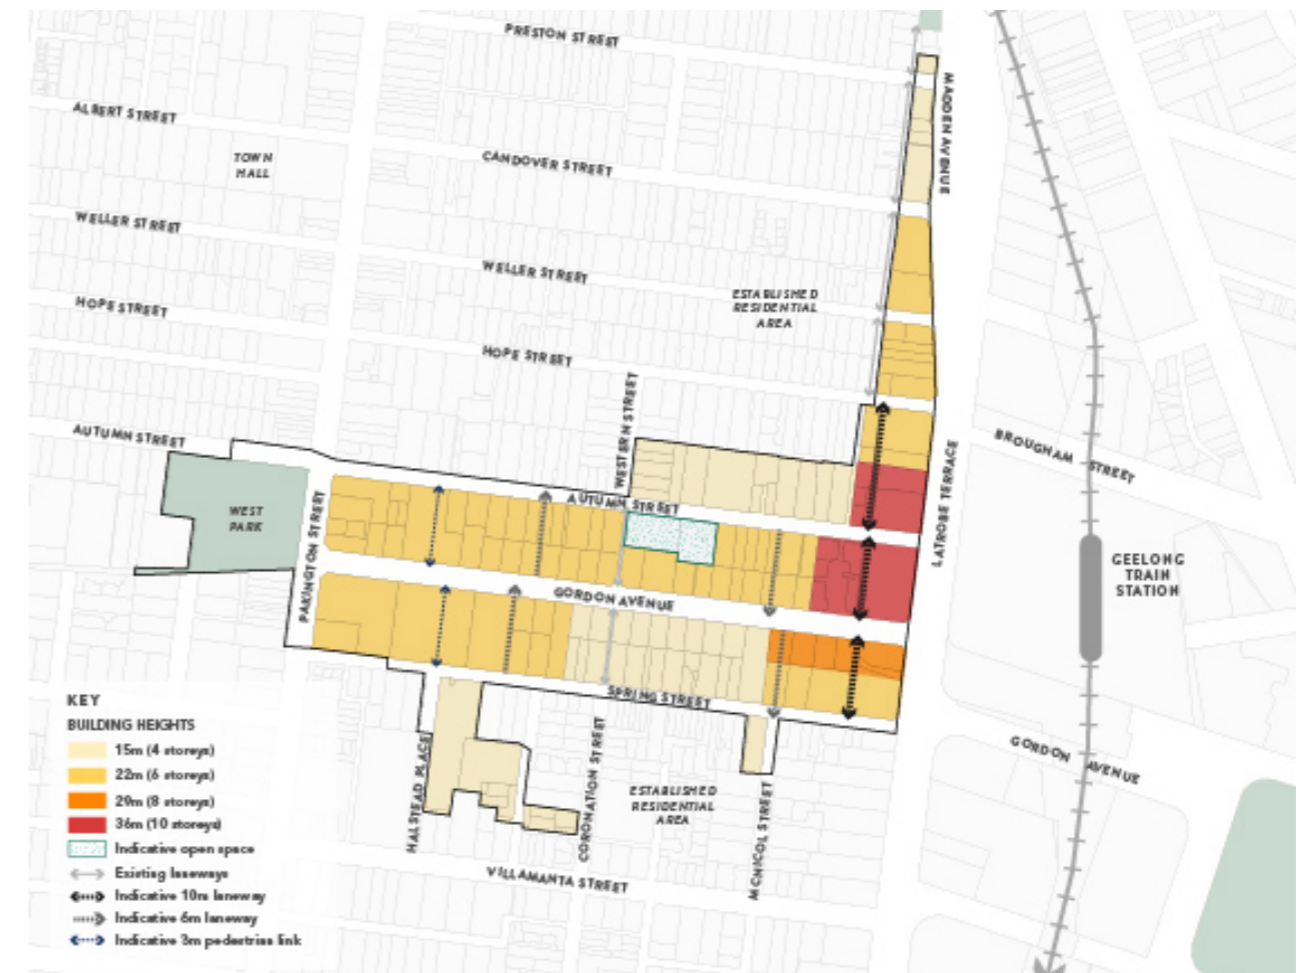 PRESTON STREET
MADDEN AVENUE
ALBERT STREET
TOWN
HALL
CANDOVER STREET
WELLER STREET
WELLER STREET
ESTABLISHED
RESIDENTIAL
AREA
HOPE STREET
HOPE STREET
WESTERN STREET
AUTUMN STREET
BROUGHAM STREET
LATROBE TERRACE
AUTUMN STREET
WEST
PARK
PAKINGTON STREET
GEELONG
TRAIN
STATION
GORDON AVENUE
SPRING STREET
KEY
BUILDING HEIGHTS
15m (4 storeys)
22m (6 storeys)
29m (8 storeys)
36m (10 storeys)
Indicative open space
Existing laneways
Indicative 10m laneway
Indicative 6m laneway
Indicative 3m pedestrian link
HALSTEAD PLACE
CORONATION STREET
ESTABLISHED
RESIDENTIAL
AREA
MCNICOL STREET
GORDON AVENUE
VILLAMANTA STREET